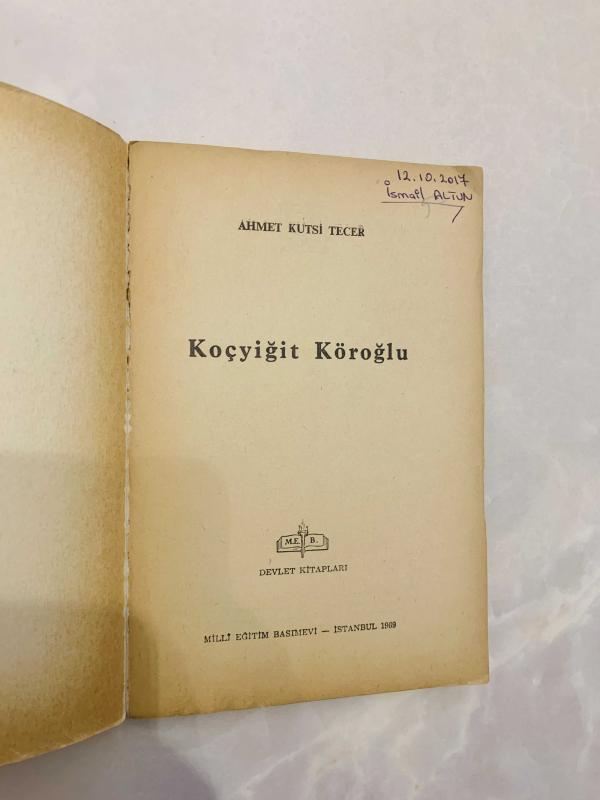 12.10.2017
İsmail ALTUN
AHMET KUTSİ TECER
Koçyiğit Köroğlu
M.E. B.
DEVLET KİTAPLARI
MİLLÎ EĞİTİM BASIMEVİ — İSTANBUL 1969